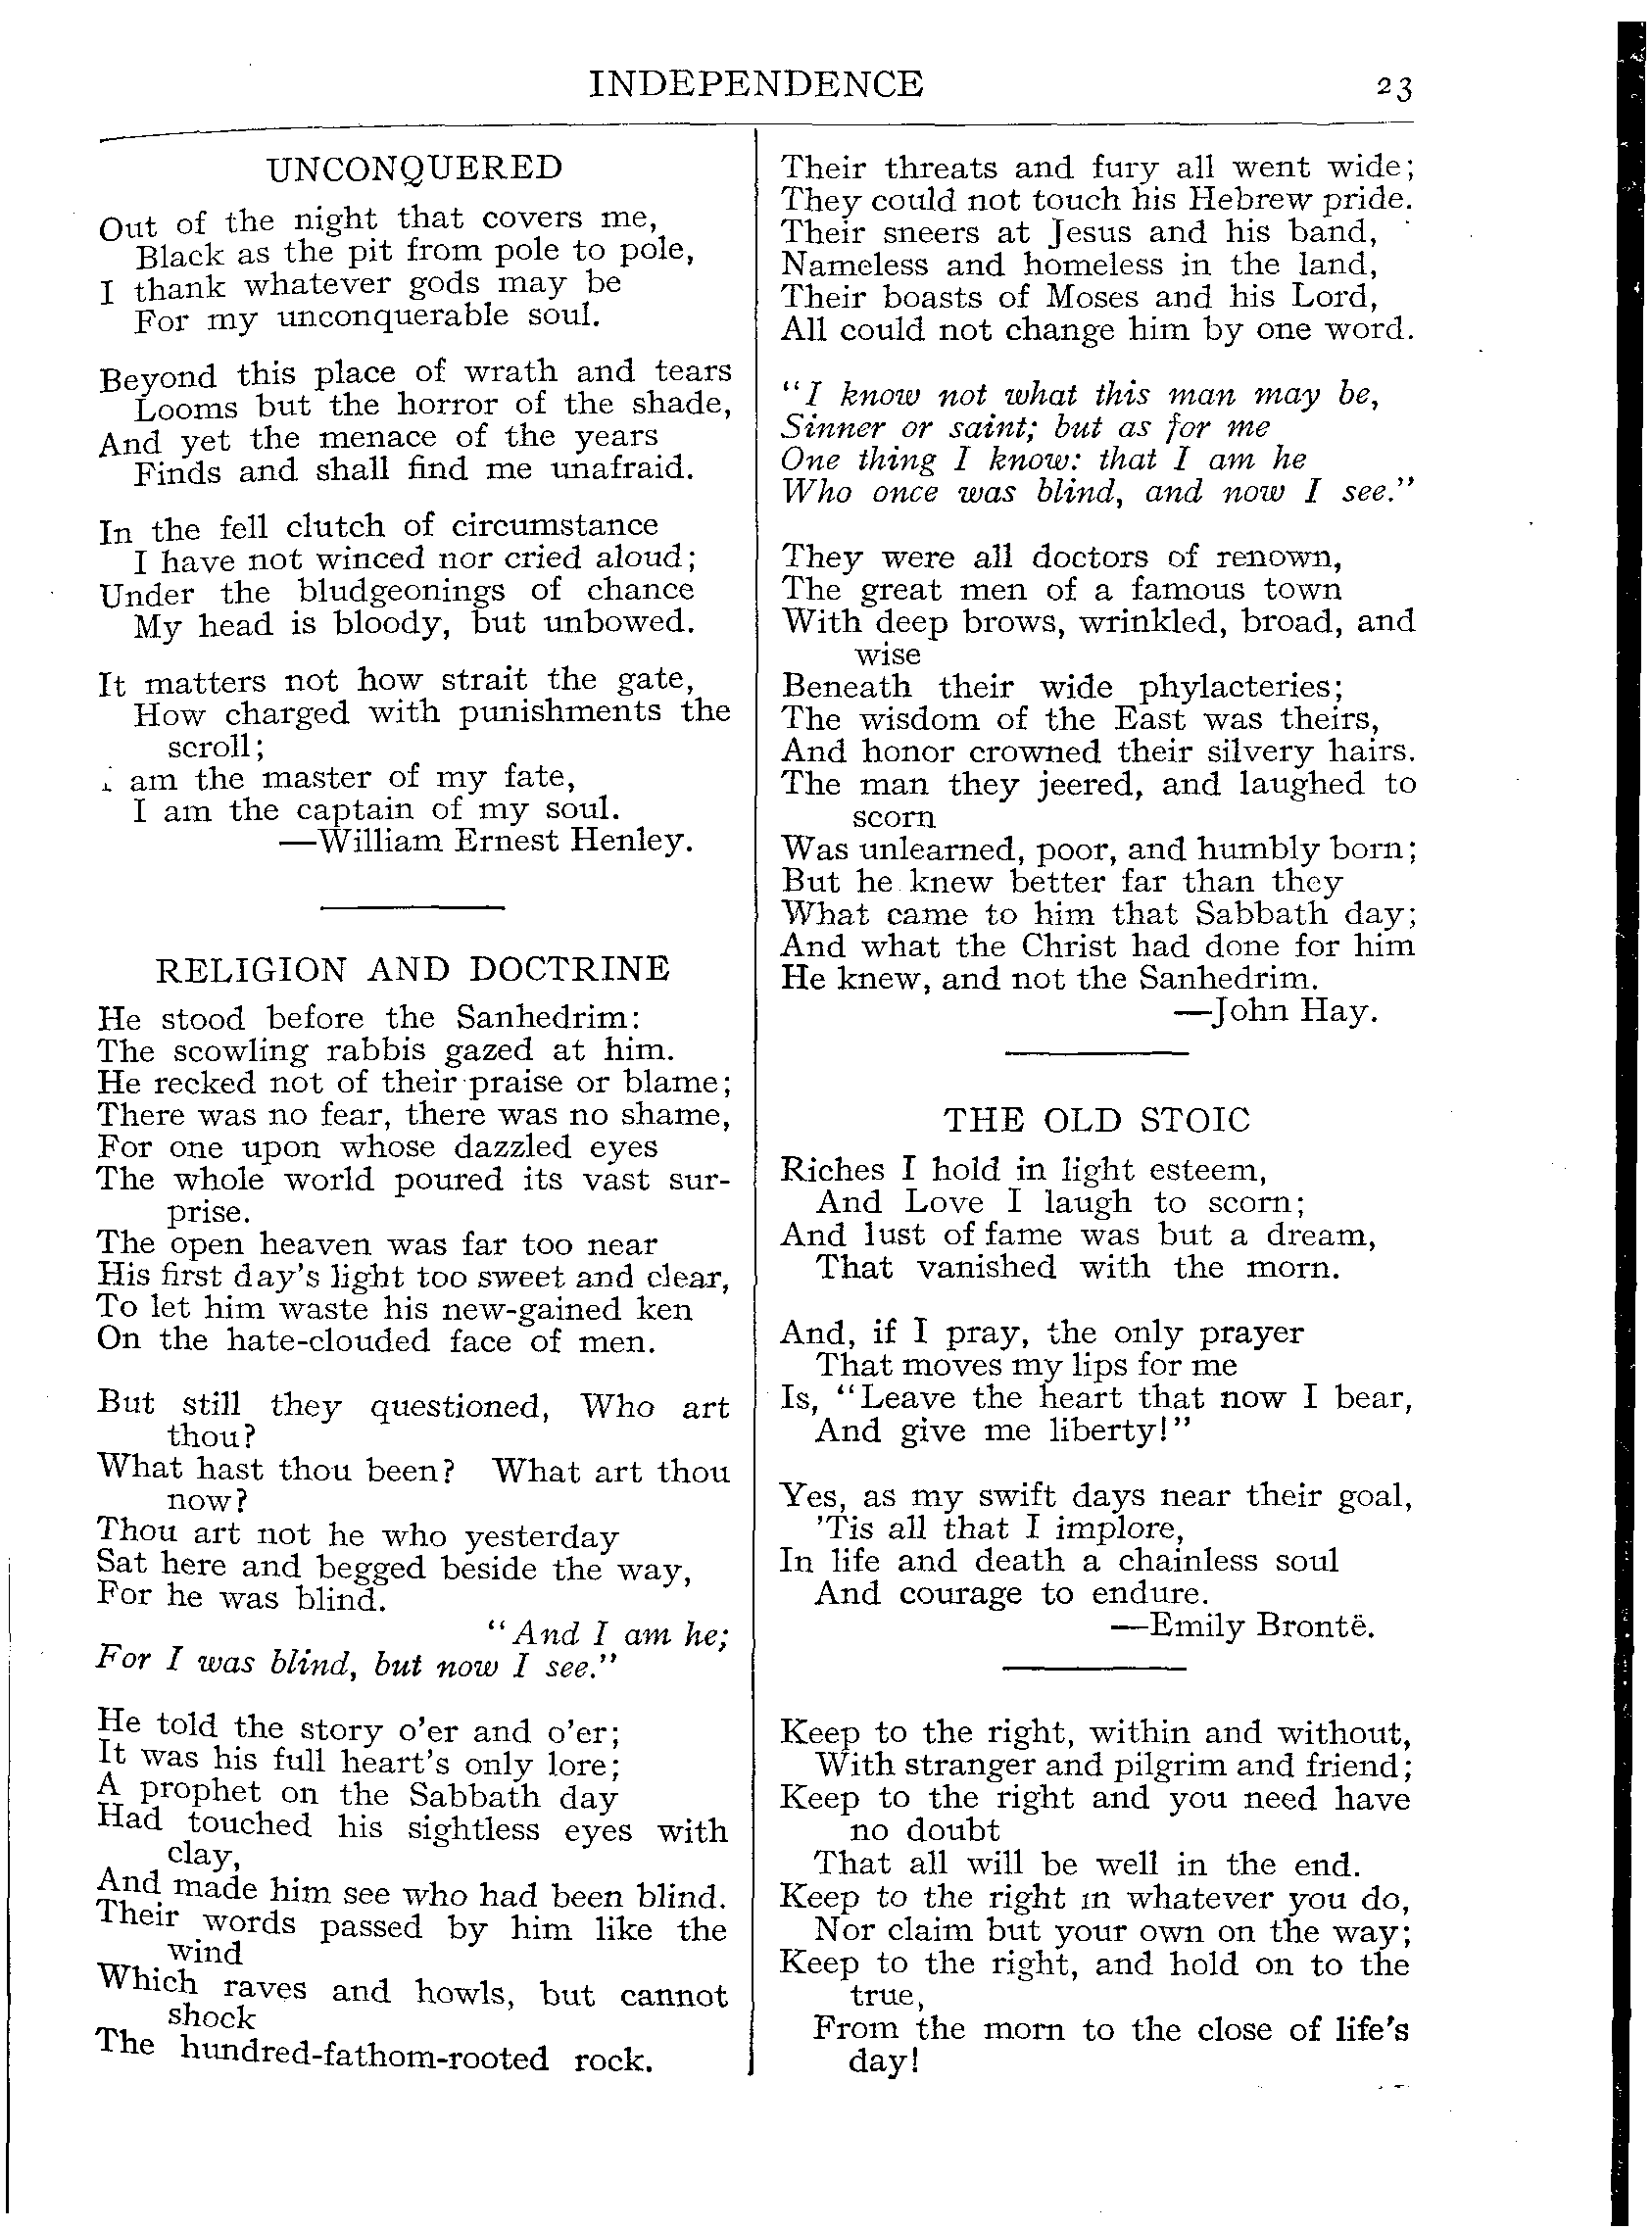 INDEPENDENCE 23
UNCONQUERED
Out of the night that covers me,
Black as the pit from pole to pole,
I thank whatever gods may be
For my unconquerable soul.
Beyond this place of wrath and tears
Looms but the horror of the shade,
And yet the menace of the years
Finds and shall find me unafraid.
In the fell clutch of circumstance
I have not winced nor cried aloud;
Under the bludgeonings of chance
My head is bloody, but unbowed.
It matters not how strait the gate,
How charged with punishments the
scroll;
I am the master of my fate,
I am the captain of my soul.
—William Ernest Henley.
RELIGION AND DOCTRINE
He stood before the Sanhedrim:
The scowling rabbis gazed at him.
He recked not of their praise or blame;
There was no fear, there was no shame,
For one upon whose dazzled eyes
The whole world poured its vast sur-
prise.
The open heaven was far too near
His first day's light too sweet and clear,
To let him waste his new-gained ken
On the hate-clouded face of men.
But still they questioned, Who art
thou?
What hast thou been? What art thou
now?
Thou art not he who yesterday
Sat here and begged beside the way,
For he was blind.
"And I am he;
For I was blind, but now I see."
He told the story o'er and o'er;
It was his full heart's only lore;
A prophet on the Sabbath day
Had touched his sightless eyes with
clay,
And made him see who had been blind.
Their words passed by him like the
wind
Which raves and howls, but cannot
shock
The hundred-fathom-rooted rock.
Their threats and fury all went wide;
They could not touch his Hebrew pride.
Their sneers at Jesus and his band,
Nameless and homeless in the land,
Their boasts of Moses and his Lord,
All could not change him by one word.
"I know not what this man may be,
Sinner or saint; but as for me
One thing I know: that I am he
Who once was blind, and now I see."
They were all doctors of renown,
The great men of a famous town
With deep brows, wrinkled, broad, and
wise
Beneath their wide phylacteries;
The wisdom of the East was theirs,
And honor crowned their silvery hairs.
The man they jeered, and laughed to
scorn
Was unlearned, poor, and humbly born;
But he knew better far than they
What came to him that Sabbath day;
And what the Christ had done for him
He knew, and not the Sanhedrim.
—John Hay.
THE OLD STOIC
Riches I hold in light esteem,
And Love I laugh to scorn;
And lust of fame was but a dream,
That vanished with the morn.
And, if I pray, the only prayer
That moves my lips for me
Is, "Leave the heart that now I bear,
And give me liberty!"
Yes, as my swift days near their goal,
'Tis all that I implore,
In life and death a chainless soul
And courage to endure.
—Emily Brontë.
Keep to the right, within and without,
With stranger and pilgrim and friend;
Keep to the right and you need have
no doubt
That all will be well in the end.
Keep to the right in whatever you do,
Nor claim but your own on the way;
Keep to the right, and hold on to the
true,
From the morn to the close of life's
day!